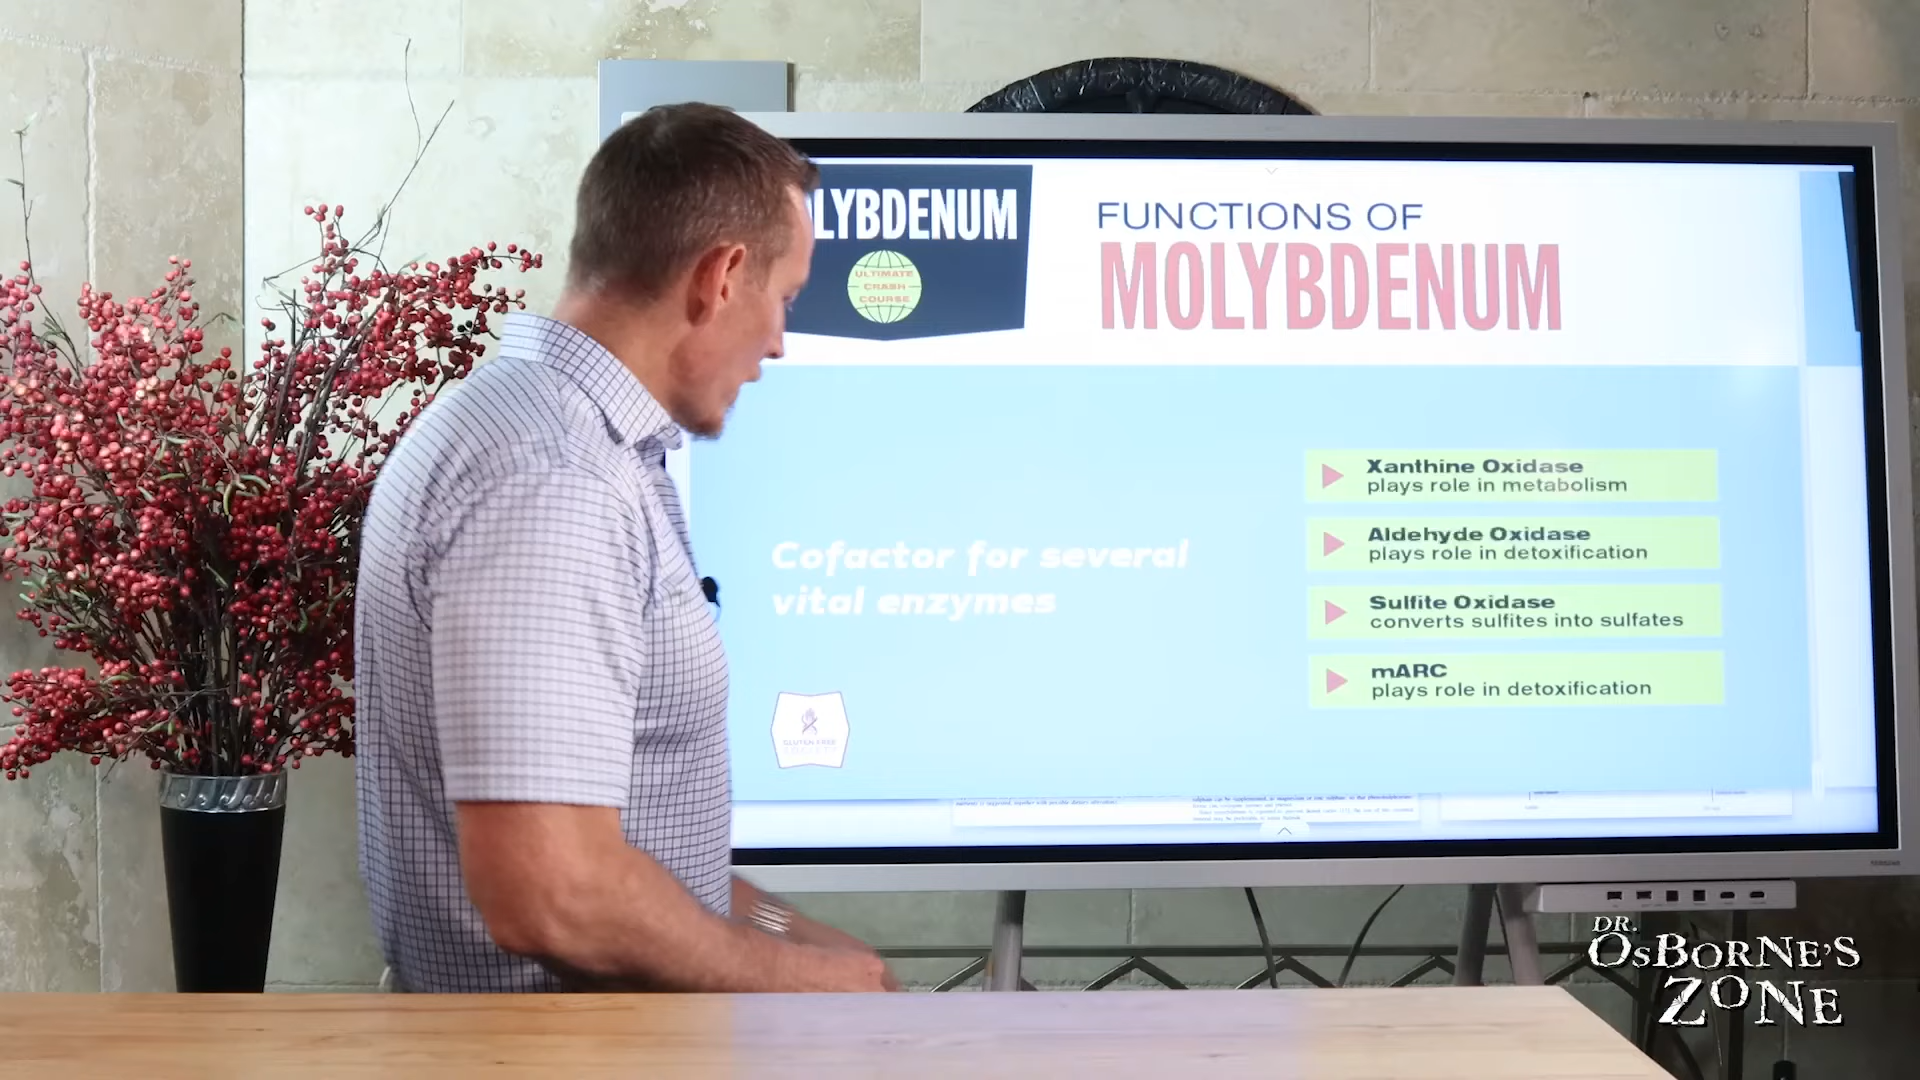 LYBDENUM
ULTIMATE
CRASH
COURSE
FUNCTIONS OF
MOLYBDENUM
Cofactor for several
vital enzymes
Xanthine Oxidase
plays role in metabolism
Aldehyde Oxidase
plays role in detoxification
Sulfite Oxidase
converts sulfites into sulfates
mARC
plays role in detoxification
GLUTEN FREE
DR.
OSBORNE'S
ZONE